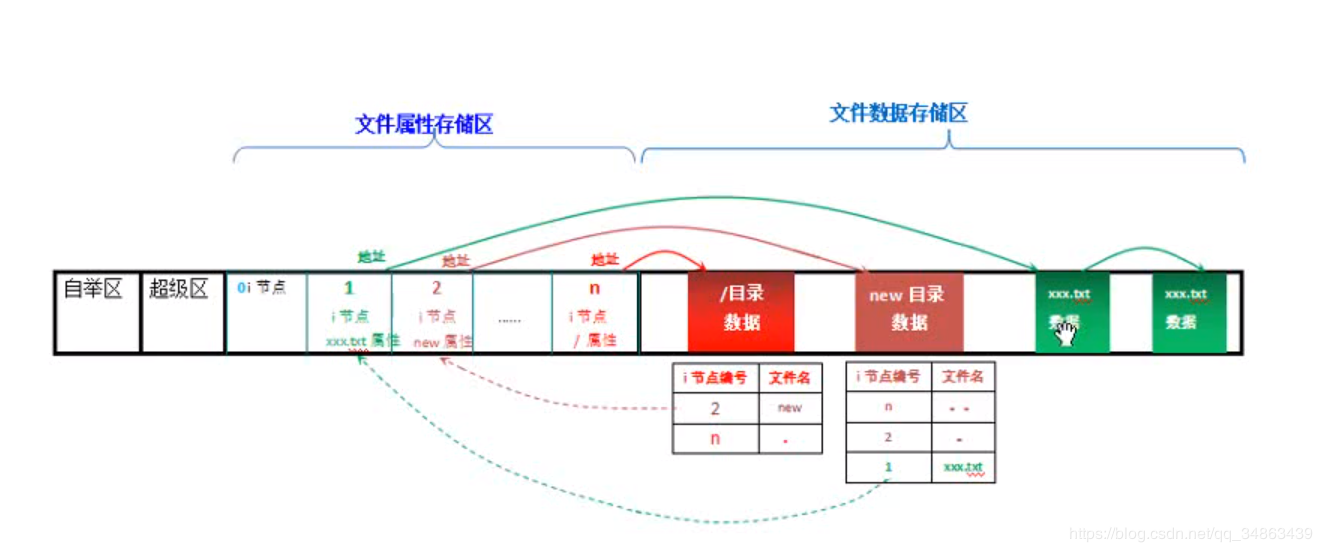 文件属性存储区
文件数据存储区
地址
地址
地址
自举区
超级区
0i 节点
1
i 节点
xxx.txt 属性
2
i 节点
new 属性
......
n
i 节点
/ 属性
/目录
数据
new 目录
数据
xxx.txt
数据
xxx.txt
数据
i 节点编号 文件名
2 new
n .
i 节点编号 文件名
n . .
2 .
1 xxx.txt
https://blog.csdn.net/qq_34863439